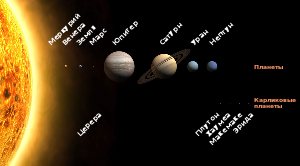 Меркурий
Венера
Земля
Марс
Юпитер
Сатурн
Уран
Нептун
Планеты
Карликовые
планеты
Церера
Плутон
Хаумеа
Макемаке
Эрида